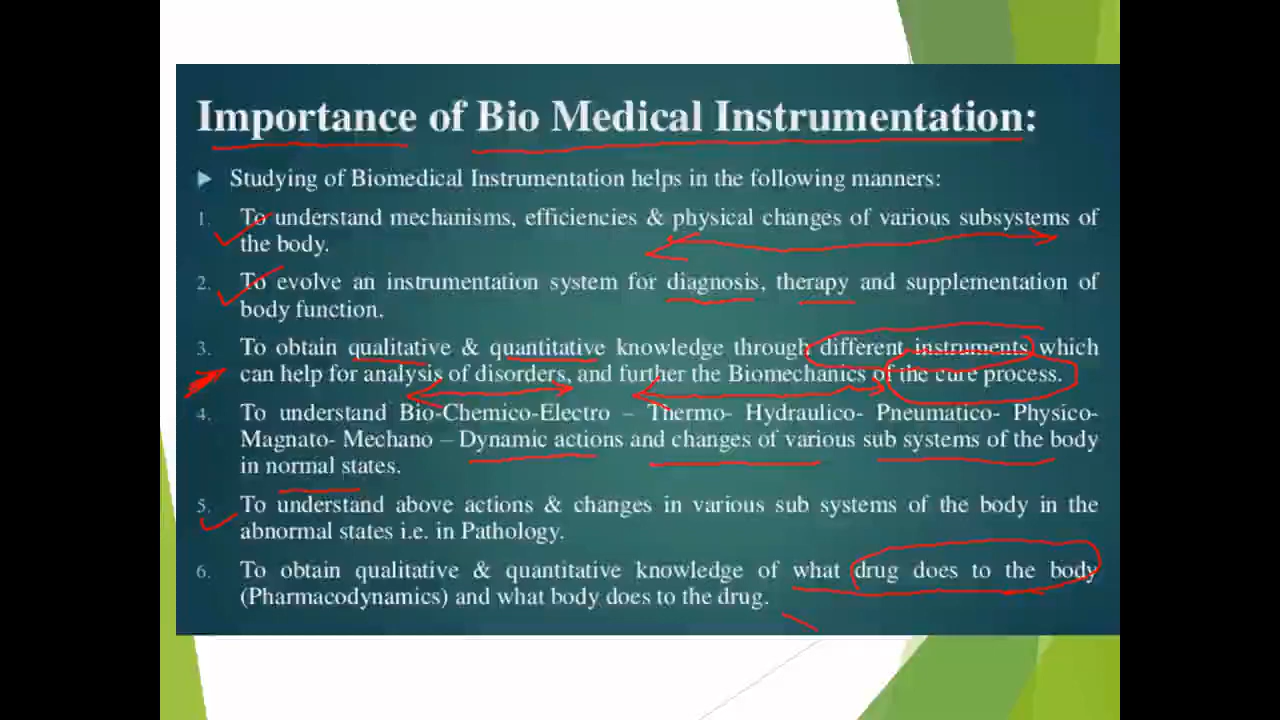 Importance of Bio Medical Instrumentation:
Studying of Biomedical Instrumentation helps in the following manners:
1. To understand mechanisms, efficiencies & physical changes of various subsystems of
the body.
2. To evolve an instrumentation system for diagnosis, therapy and supplementation of
body function.
3. To obtain qualitative & quantitative knowledge through different instruments which
can help for analysis of disorders, and further the Biomechanics of the cure process.
4. To understand Bio-Chemico-Electro – Thermo- Hydraulico- Pneumatico- Physico-
Magnato- Mechano – Dynamic actions and changes of various sub systems of the body
in normal states.
5. To understand above actions & changes in various sub systems of the body in the
abnormal states i.e. in Pathology.
6. To obtain qualitative & quantitative knowledge of what drug does to the body
(Pharmacodynamics) and what body does to the drug.